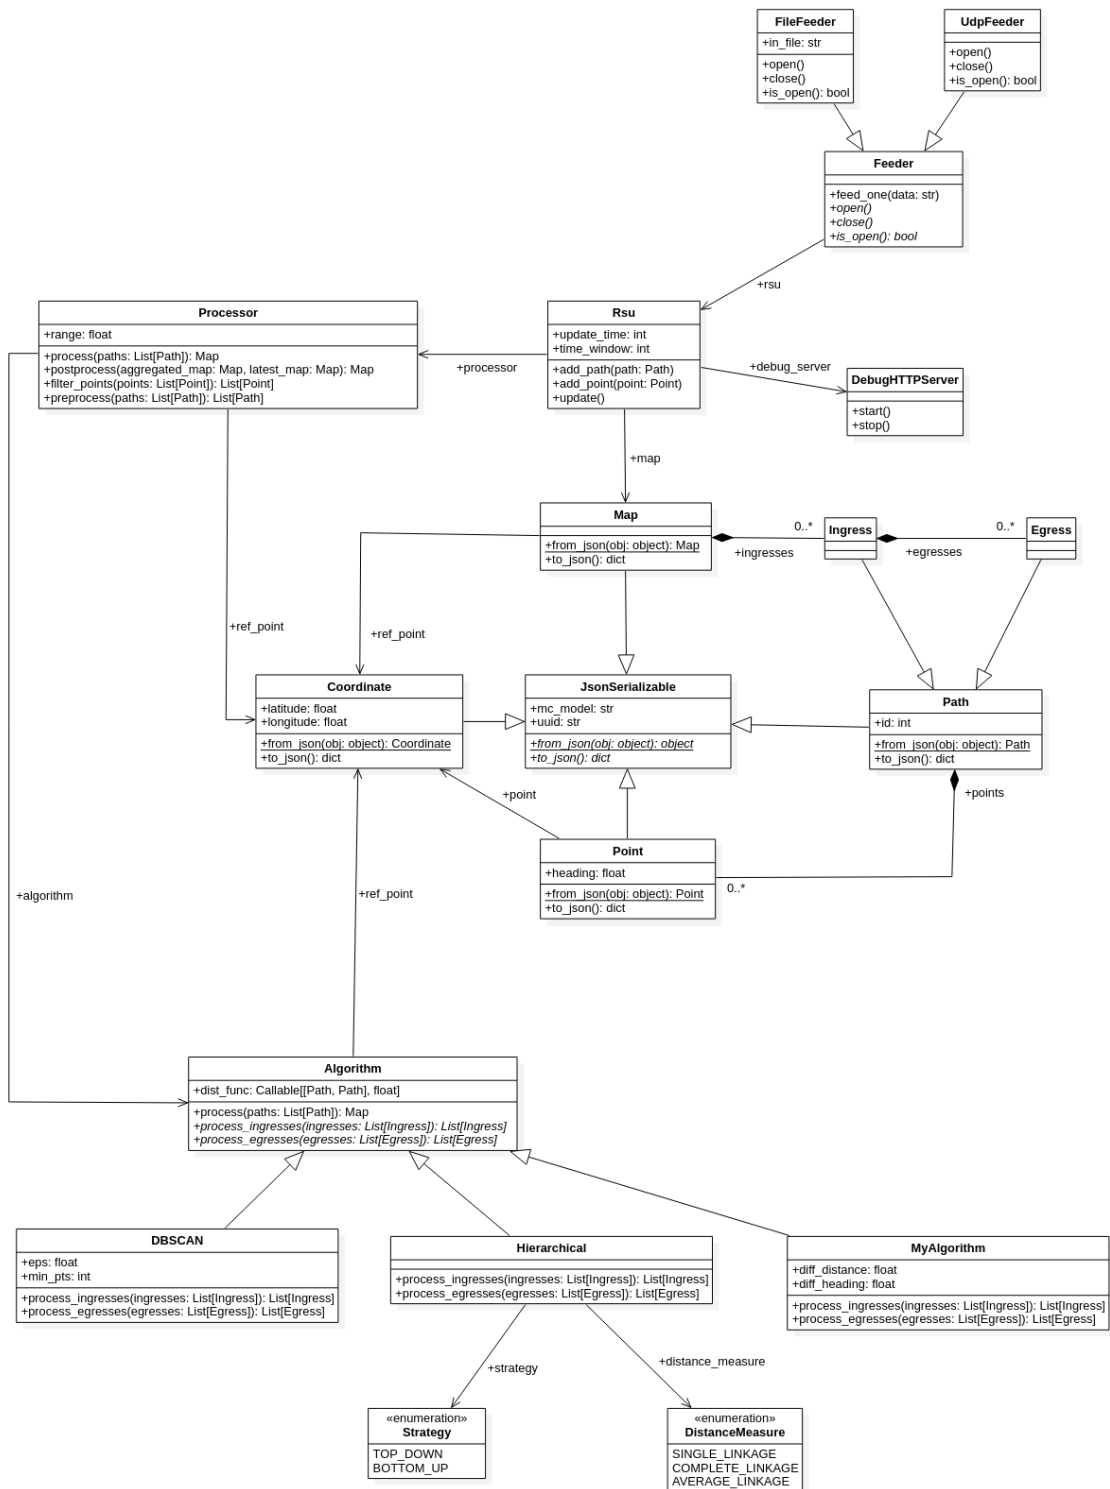 FileFeeder
+in_file: str
+open()
+close()
+is_open(): bool
UdpFeeder
+open()
+close()
+is_open(): bool
Feeder
+feed_one(data: str)
+open()
+close()
+is_open(): bool
+rsu
Processor
+range: float
+process(paths: List[Path]): Map
+postprocess(aggregated_map: Map, latest_map: Map): Map
+filter_points(points: List[Point]): List[Point]
+preprocess(paths: List[Path]): List[Path]
+processor
Rsu
+update_time: int
+time_window: int
+add_path(path: Path)
+add_point(point: Point)
+update()
+debug_server
DebugHTTPServer
+start()
+stop()
+map
Map
+from_json(obj: object): Map
+to_json(): dict
0..*
+ingresses
Ingress
0..*
+egresses
Egress
+ref_point
+ref_point
Coordinate
+latitude: float
+longitude: float
+from_json(obj: object): Coordinate
+to_json(): dict
JsonSerializable
+mc_model: str
+uuid: str
+from_json(obj: object): object
+to_json(): dict
Path
+id: int
+from_json(obj: object): Path
+to_json(): dict
+point
+points
Point
+heading: float
+from_json(obj: object): Point
+to_json(): dict
0..*
+algorithm
+ref_point
Algorithm
+dist_func: Callable[[Path, Path], float]
+process(paths: List[Path]): Map
+process_ingresses(ingresses: List[Ingress]): List[Ingress]
+process_egresses(egresses: List[Egress]): List[Egress]
DBSCAN
+eps: float
+min_pts: int
+process_ingresses(ingresses: List[Ingress]): List[Ingress]
+process_egresses(egresses: List[Egress]): List[Egress]
Hierarchical
+process_ingresses(ingresses: List[Ingress]): List[Ingress]
+process_egresses(egresses: List[Egress]): List[Egress]
MyAlgorithm
+diff_distance: float
+diff_heading: float
+process_ingresses(ingresses: List[Ingress]): List[Ingress]
+process_egresses(egresses: List[Egress]): List[Egress]
+strategy
+distance_measure
«enumeration»
Strategy
TOP_DOWN
BOTTOM_UP
«enumeration»
DistanceMeasure
SINGLE_LINKAGE
COMPLETE_LINKAGE
AVERAGE_LINKAGE